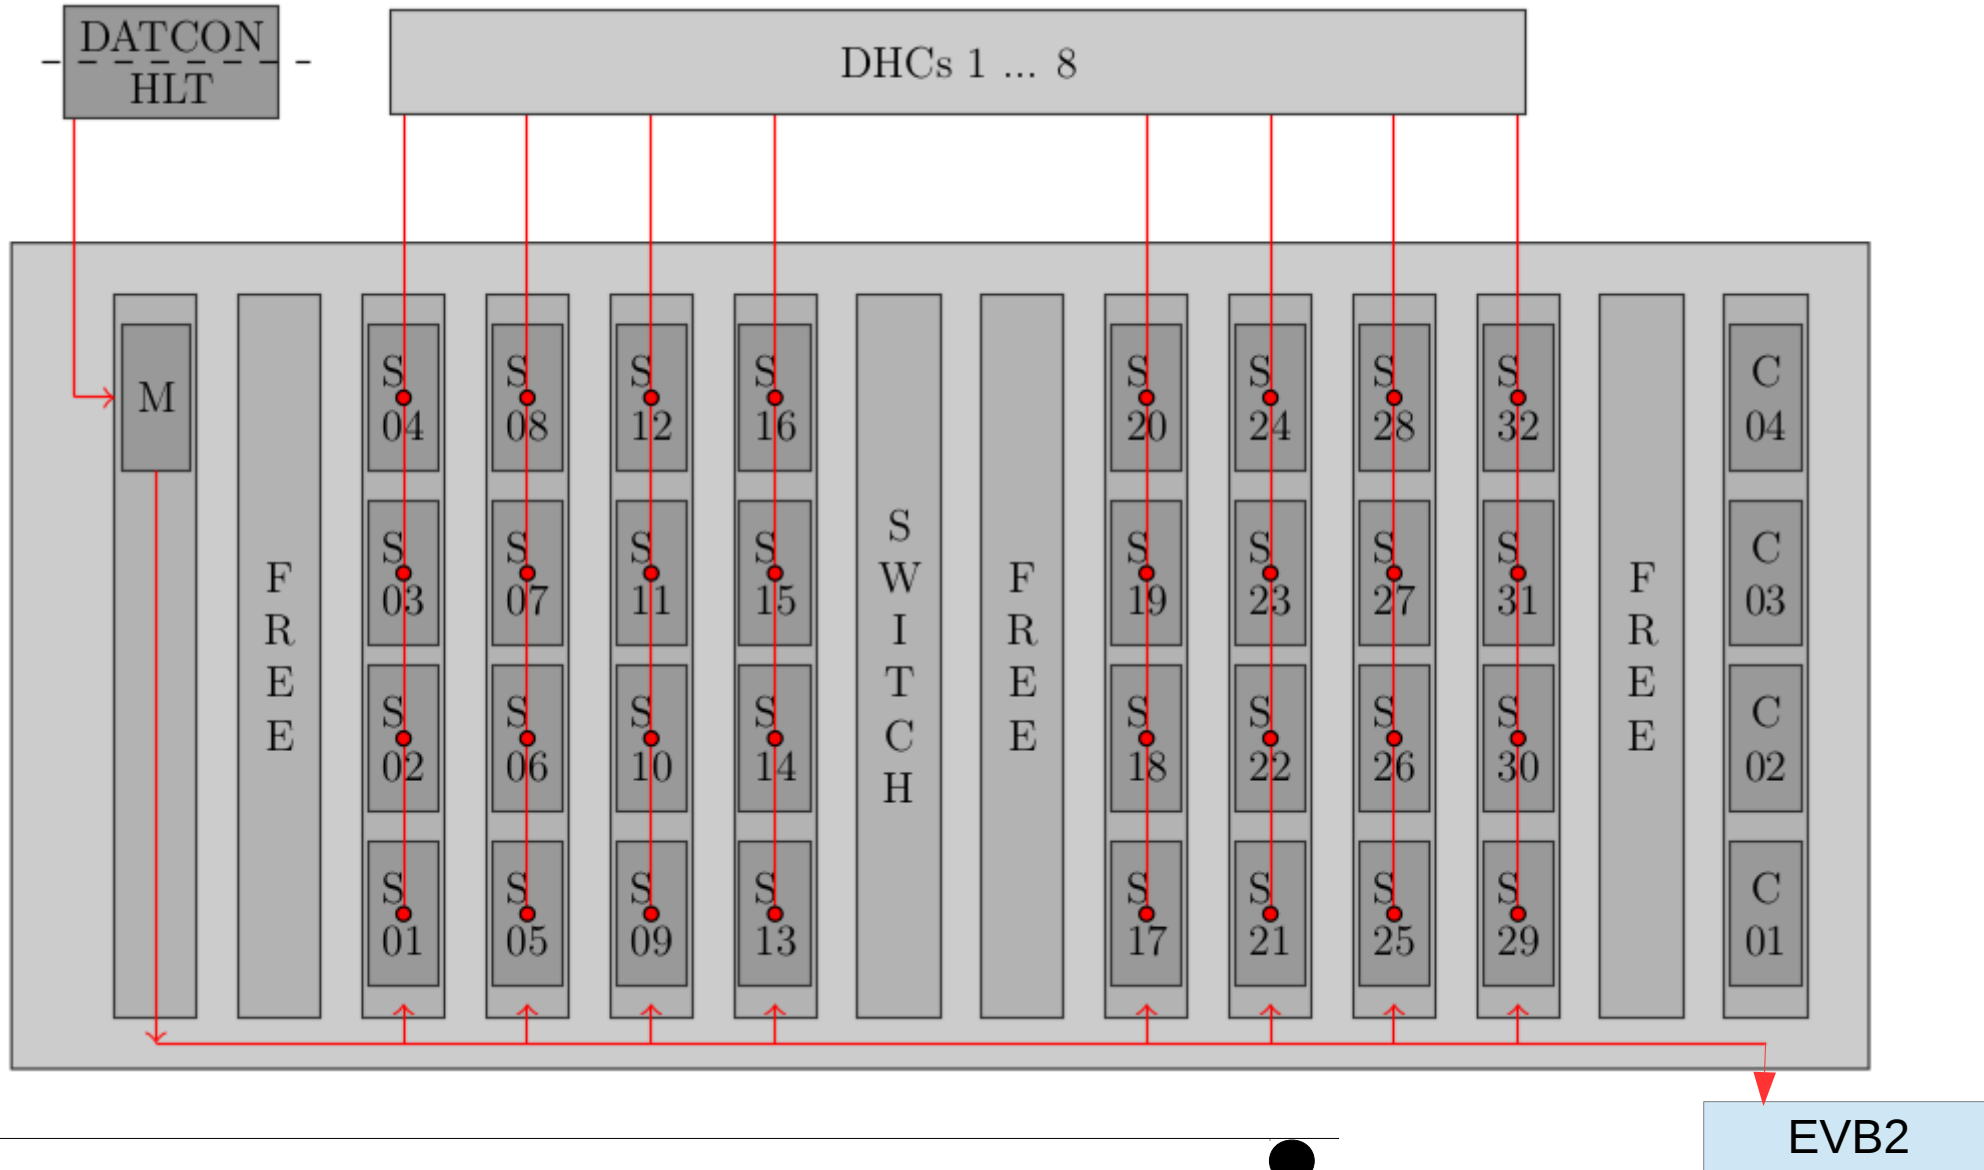 DATCON
HLT
DHCs 1 ... 8
M
F
R
E
E
S
04
S
03
S
02
S
01
S
08
S
07
S
06
S
05
S
12
S
11
S
10
S
09
S
16
S
15
S
14
S
13
S
W
I
T
C
H
F
R
E
E
S
20
S
19
S
18
S
17
S
24
S
23
S
22
S
21
S
28
S
27
S
26
S
25
S
32
S
31
S
30
S
29
F
R
E
E
C
04
C
03
C
02
C
01
EVB2